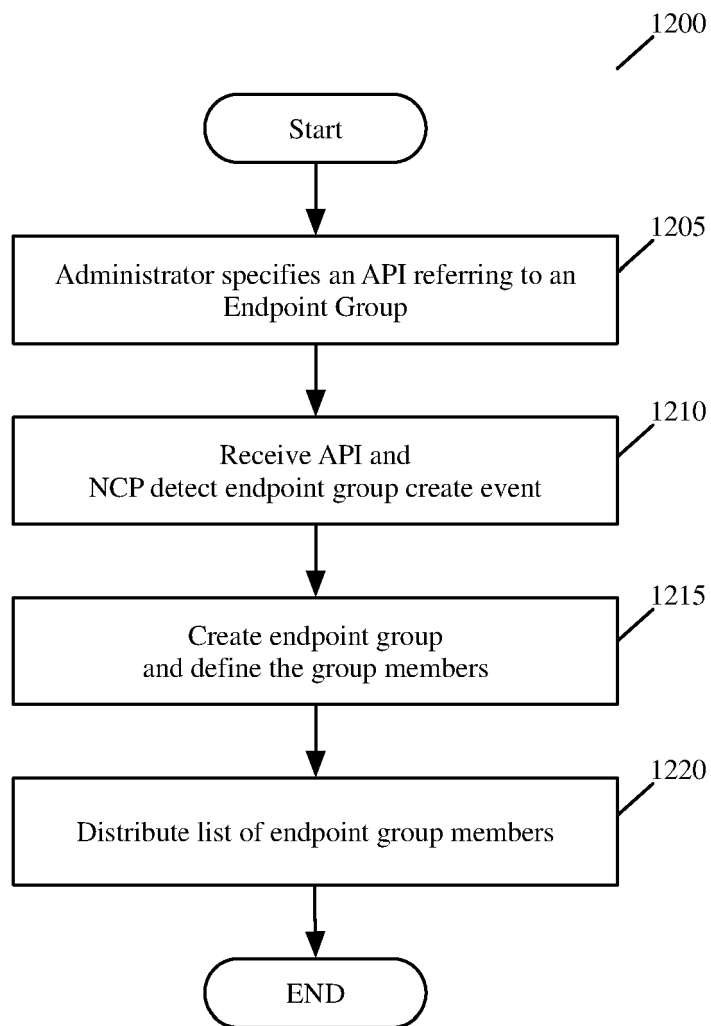 1200
Start
1205
Administrator specifies an API referring to an
Endpoint Group
1210
Receive API and
NCP detect endpoint group create event
1215
Create endpoint group
and define the group members
1220
Distribute list of endpoint group members
END